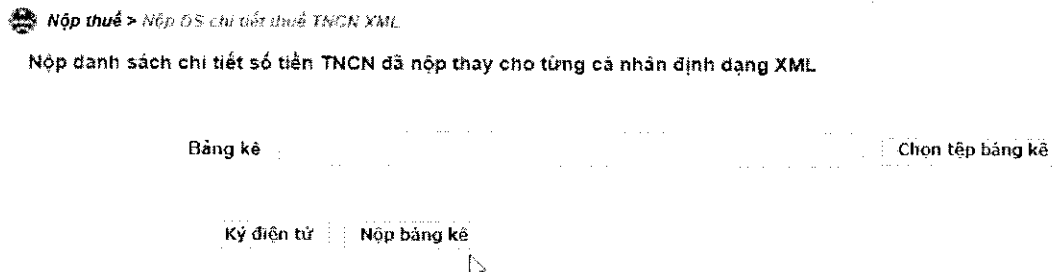 Nộp thuế > Nộp DS chi tiết thuế TNCN XML
Nộp danh sách chi tiết số tiền TNCN đã nộp thay cho từng cá nhân định dạng XML
Bảng kê Chọn tệp bảng kê
Ký điện tử Nộp bảng kê